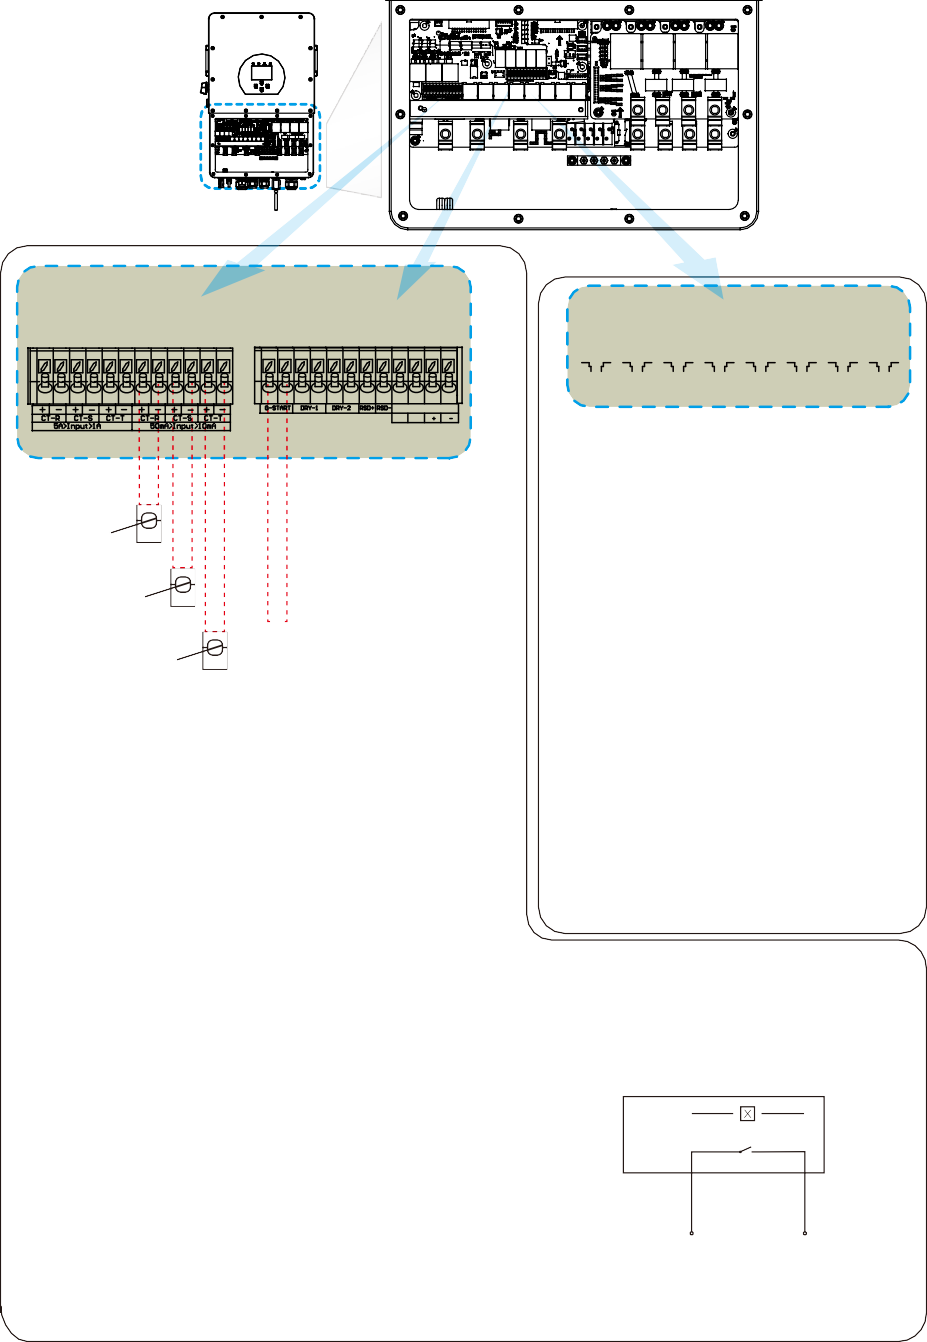 G-START DRY-1 DRY-2 RSD+ RSD-
+ - + - + - + - + - + -
CT-R CT-S CT-T CT-R CT-S CT-T
+ -
5A>Input>1A 50mA>Input>10mA